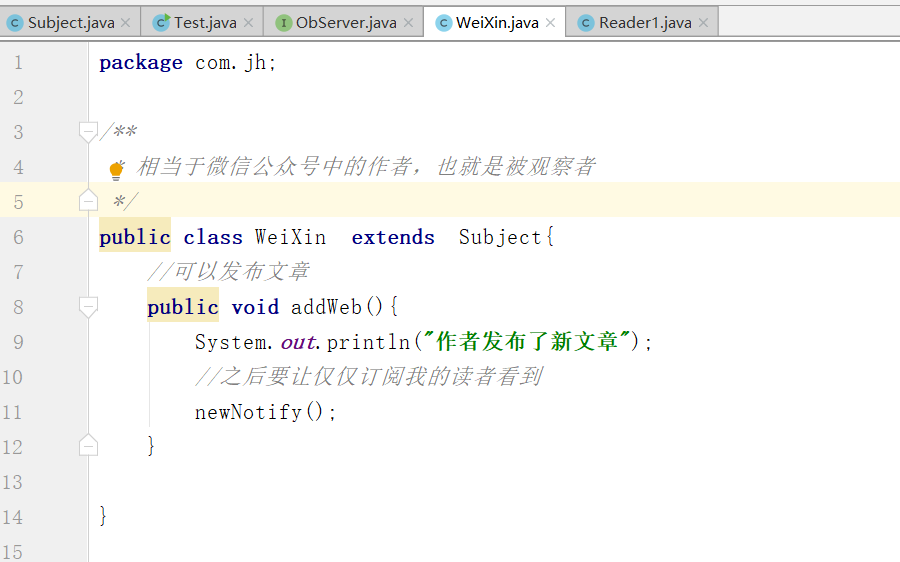 Subject.java Test.java ObServer.java WeiXin.java Reader1.java
1 package com.jh;
2
3 /**
4 * 相当于微信公众号中的作者，也就是被观察者
5 */
6 public class WeiXin  extends  Subject{
7 //可以发布文章
8 public void addWeb(){
9 System.out.println("作者发布了新文章");
10 //之后要让仅仅订阅我的读者看到
11 newNotify();
12 }
13
14 }
15